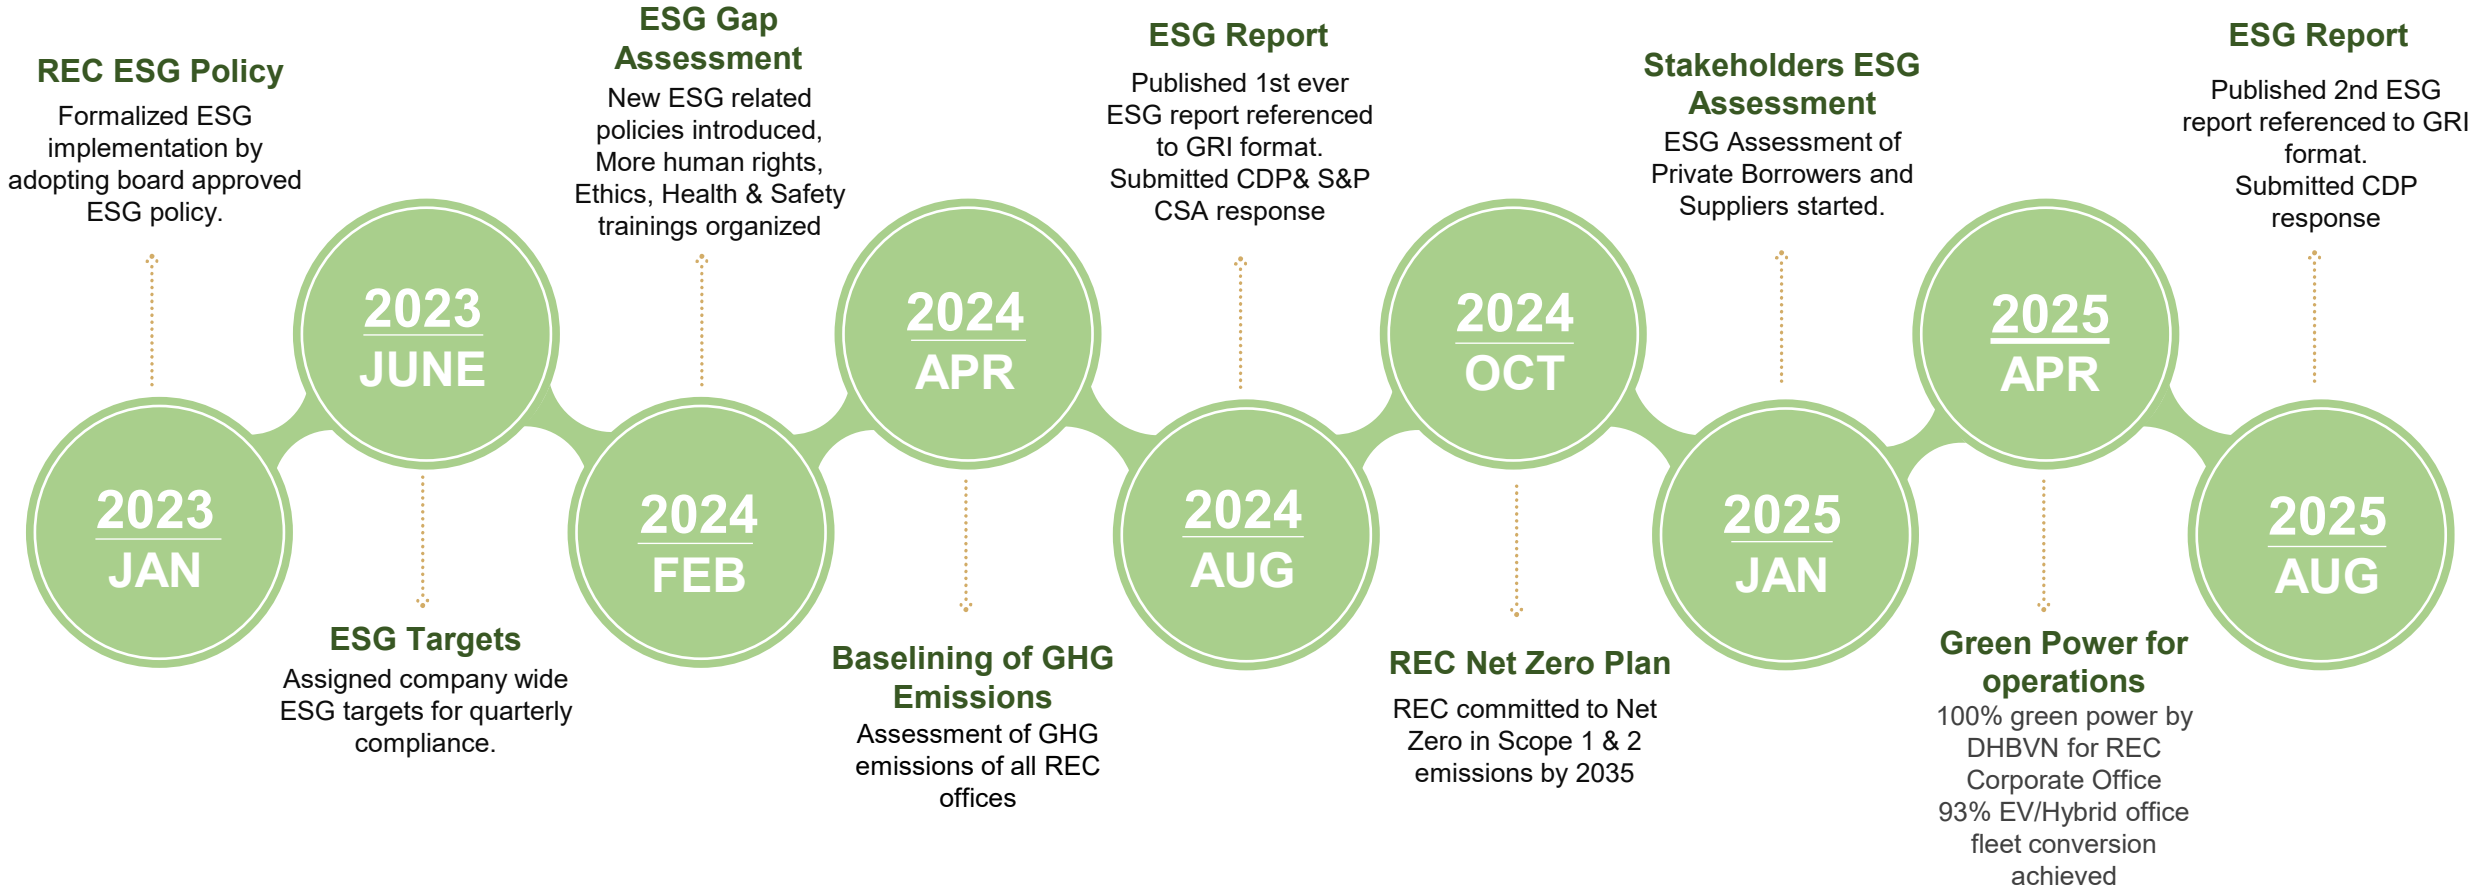 REC ESG Policy
Formalized ESG
implementation by
adopting board approved
ESG policy.
2023
JAN
2023
JUNE
ESG Targets
Assigned company wide
ESG targets for quarterly
compliance.
ESG Gap
Assessment
New ESG related
policies introduced,
More human rights,
Ethics, Health & Safety
trainings organized
2024
FEB
2024
APR
Baselining of GHG
Emissions
Assessment of GHG
emissions of all REC
offices
ESG Report
Published 1st ever
ESG report referenced
to GRI format.
Submitted CDP& S&P
CSA response
2024
AUG
2024
OCT
REC Net Zero Plan
REC committed to Net
Zero in Scope 1 & 2
emissions by 2035
Stakeholders ESG
Assessment
ESG Assessment of
Private Borrowers and
Suppliers started.
2025
JAN
2025
APR
Green Power for
operations
100% green power by
DHBVN for REC
Corporate Office
93% EV/Hybrid office
fleet conversion
achieved
ESG Report
Published 2nd ESG
report referenced to GRI
format.
Submitted CDP
response
2025
AUG